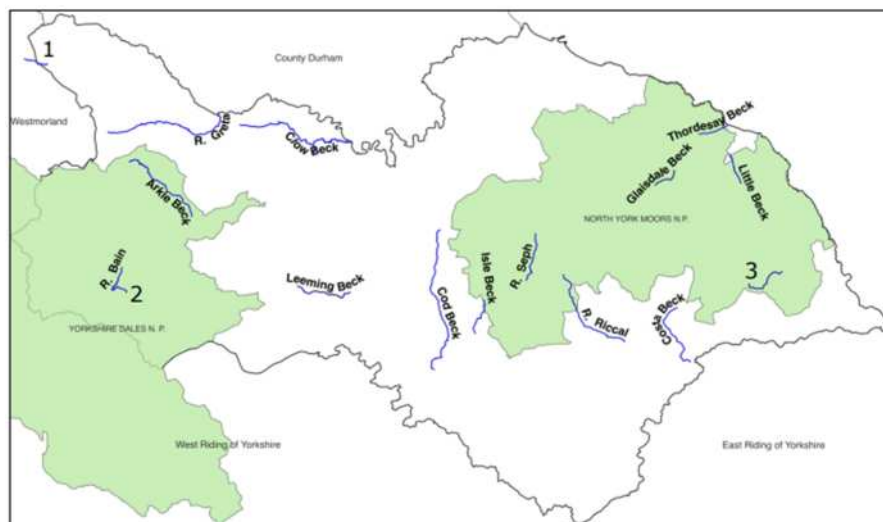 1
County Durham
Westmorland
R. Greta
Crow Beck
Thordesay Beck
Arkle Beck
Glaisdale Beck
Little Beck
NORTH YORK MOORS N.P.
R. Bain
2
Leeming Beck
Cod Beck
Isle Beck
R. Seph
3
R. Riccal
Costa Beck
YORKSHIRE DALES N. P.
West Riding of Yorkshire
East Riding of Yorkshire